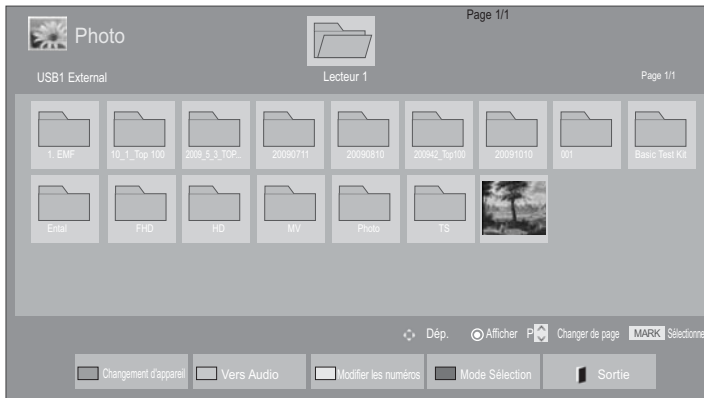 Page 1/1
Photo
USB1 External
Lecteur 1
Page 1/1
1. EMF
10_1_Top 100
2009_5_3_TOP...
20090711
20090810
200942_Top100
20091010
001
Basic Test Kit
Ental
FHD
HD
MV
Photo
TS
Dép.
Afficher
P
Changer de page
MARK
Sélectionne
Changement d'appareil
Vers Audio
Modifier les numéros
Mode Sélection
Sortie